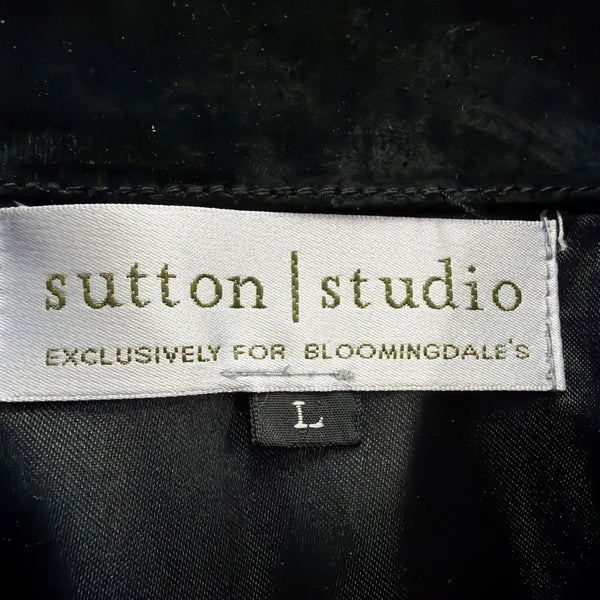 sutton | studio
EXCLUSIVELY FOR BLOOMINGDALE'S
L